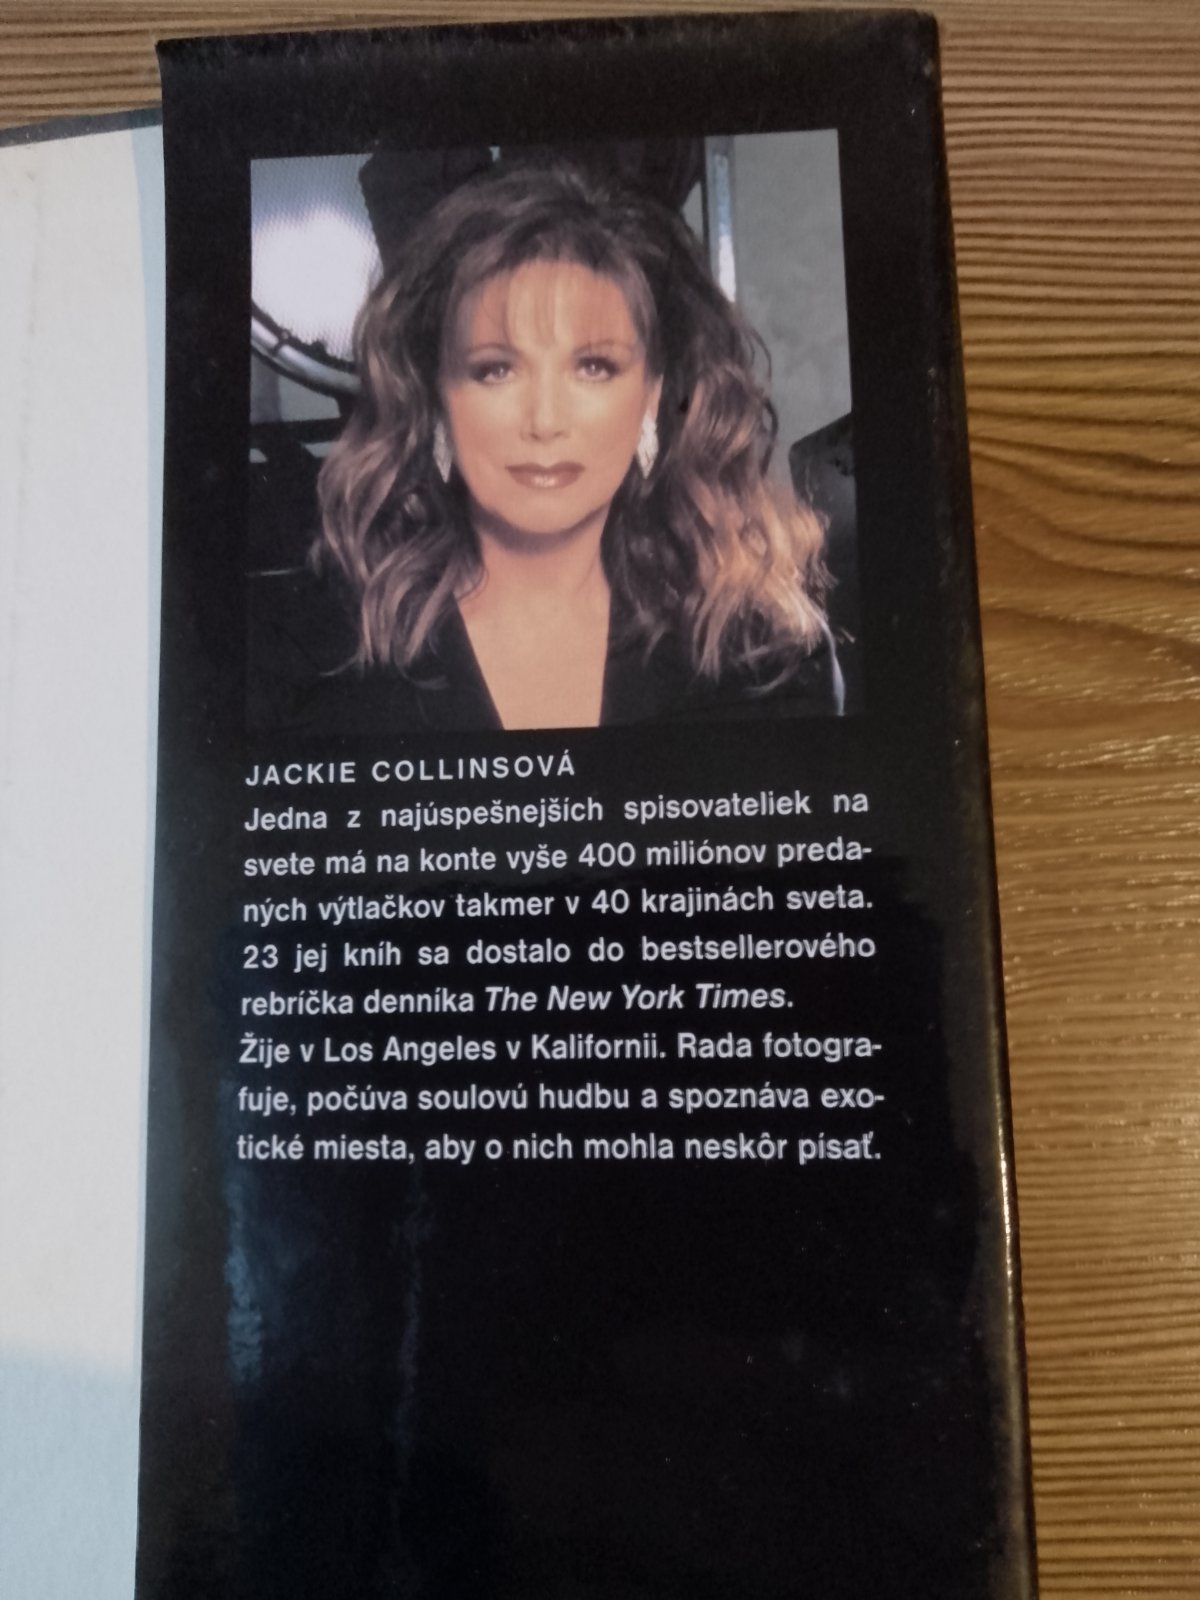 JACKIE COLLINSOVÁ
Jedna z najúspešnejších spisovateliek na
svete má na konte vyše 400 miliónov preda-
ných výtlačkov takmer v 40 krajinách sveta.
23 jej kníh sa dostalo do bestsellerového
rebríčka denníka The New York Times.
Žije v Los Angeles v Kalifornii. Rada fotogra-
fuje, počúva soulovú hudbu a spoznáva exo-
tické miesta, aby o nich mohla neskôr písať.